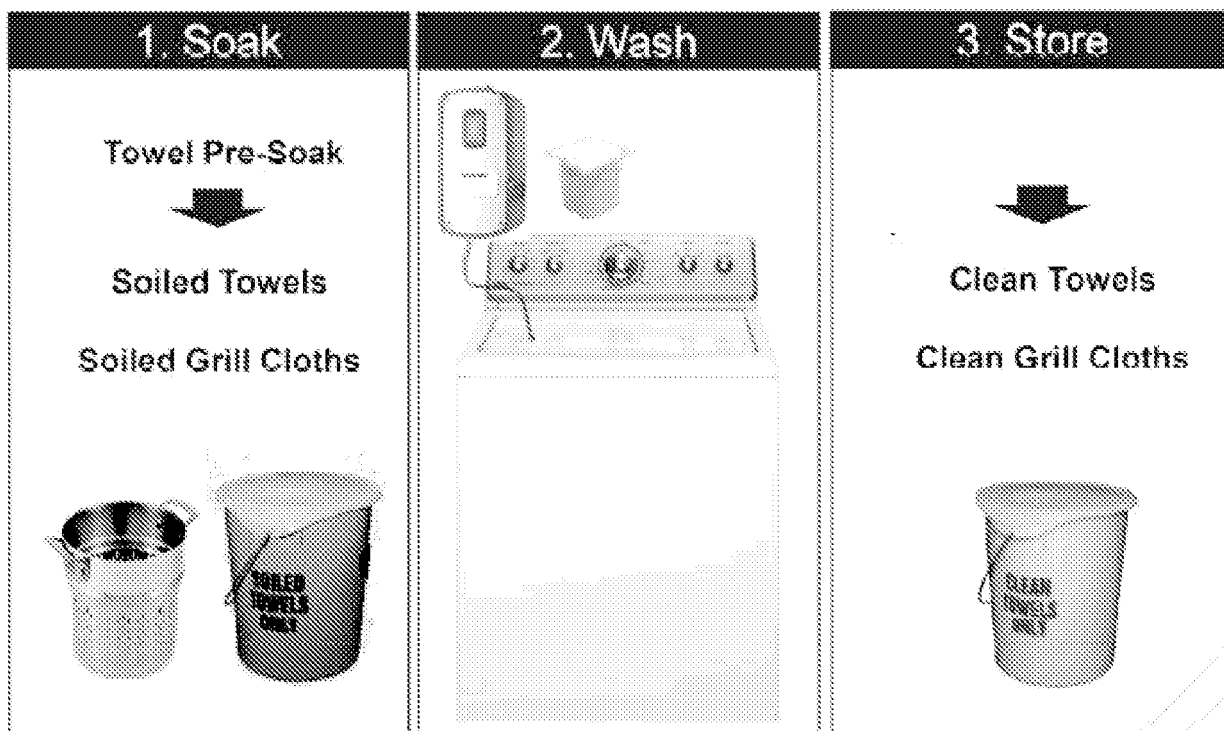 1. Soak
Towel Pre-Soak
Soiled Towels
Soiled Grill Cloths
SOILED
TOWELS
ONLY
2. Wash
3. Store
Clean Towels
Clean Grill Cloths
CLEAN
TOWELS
ONLY